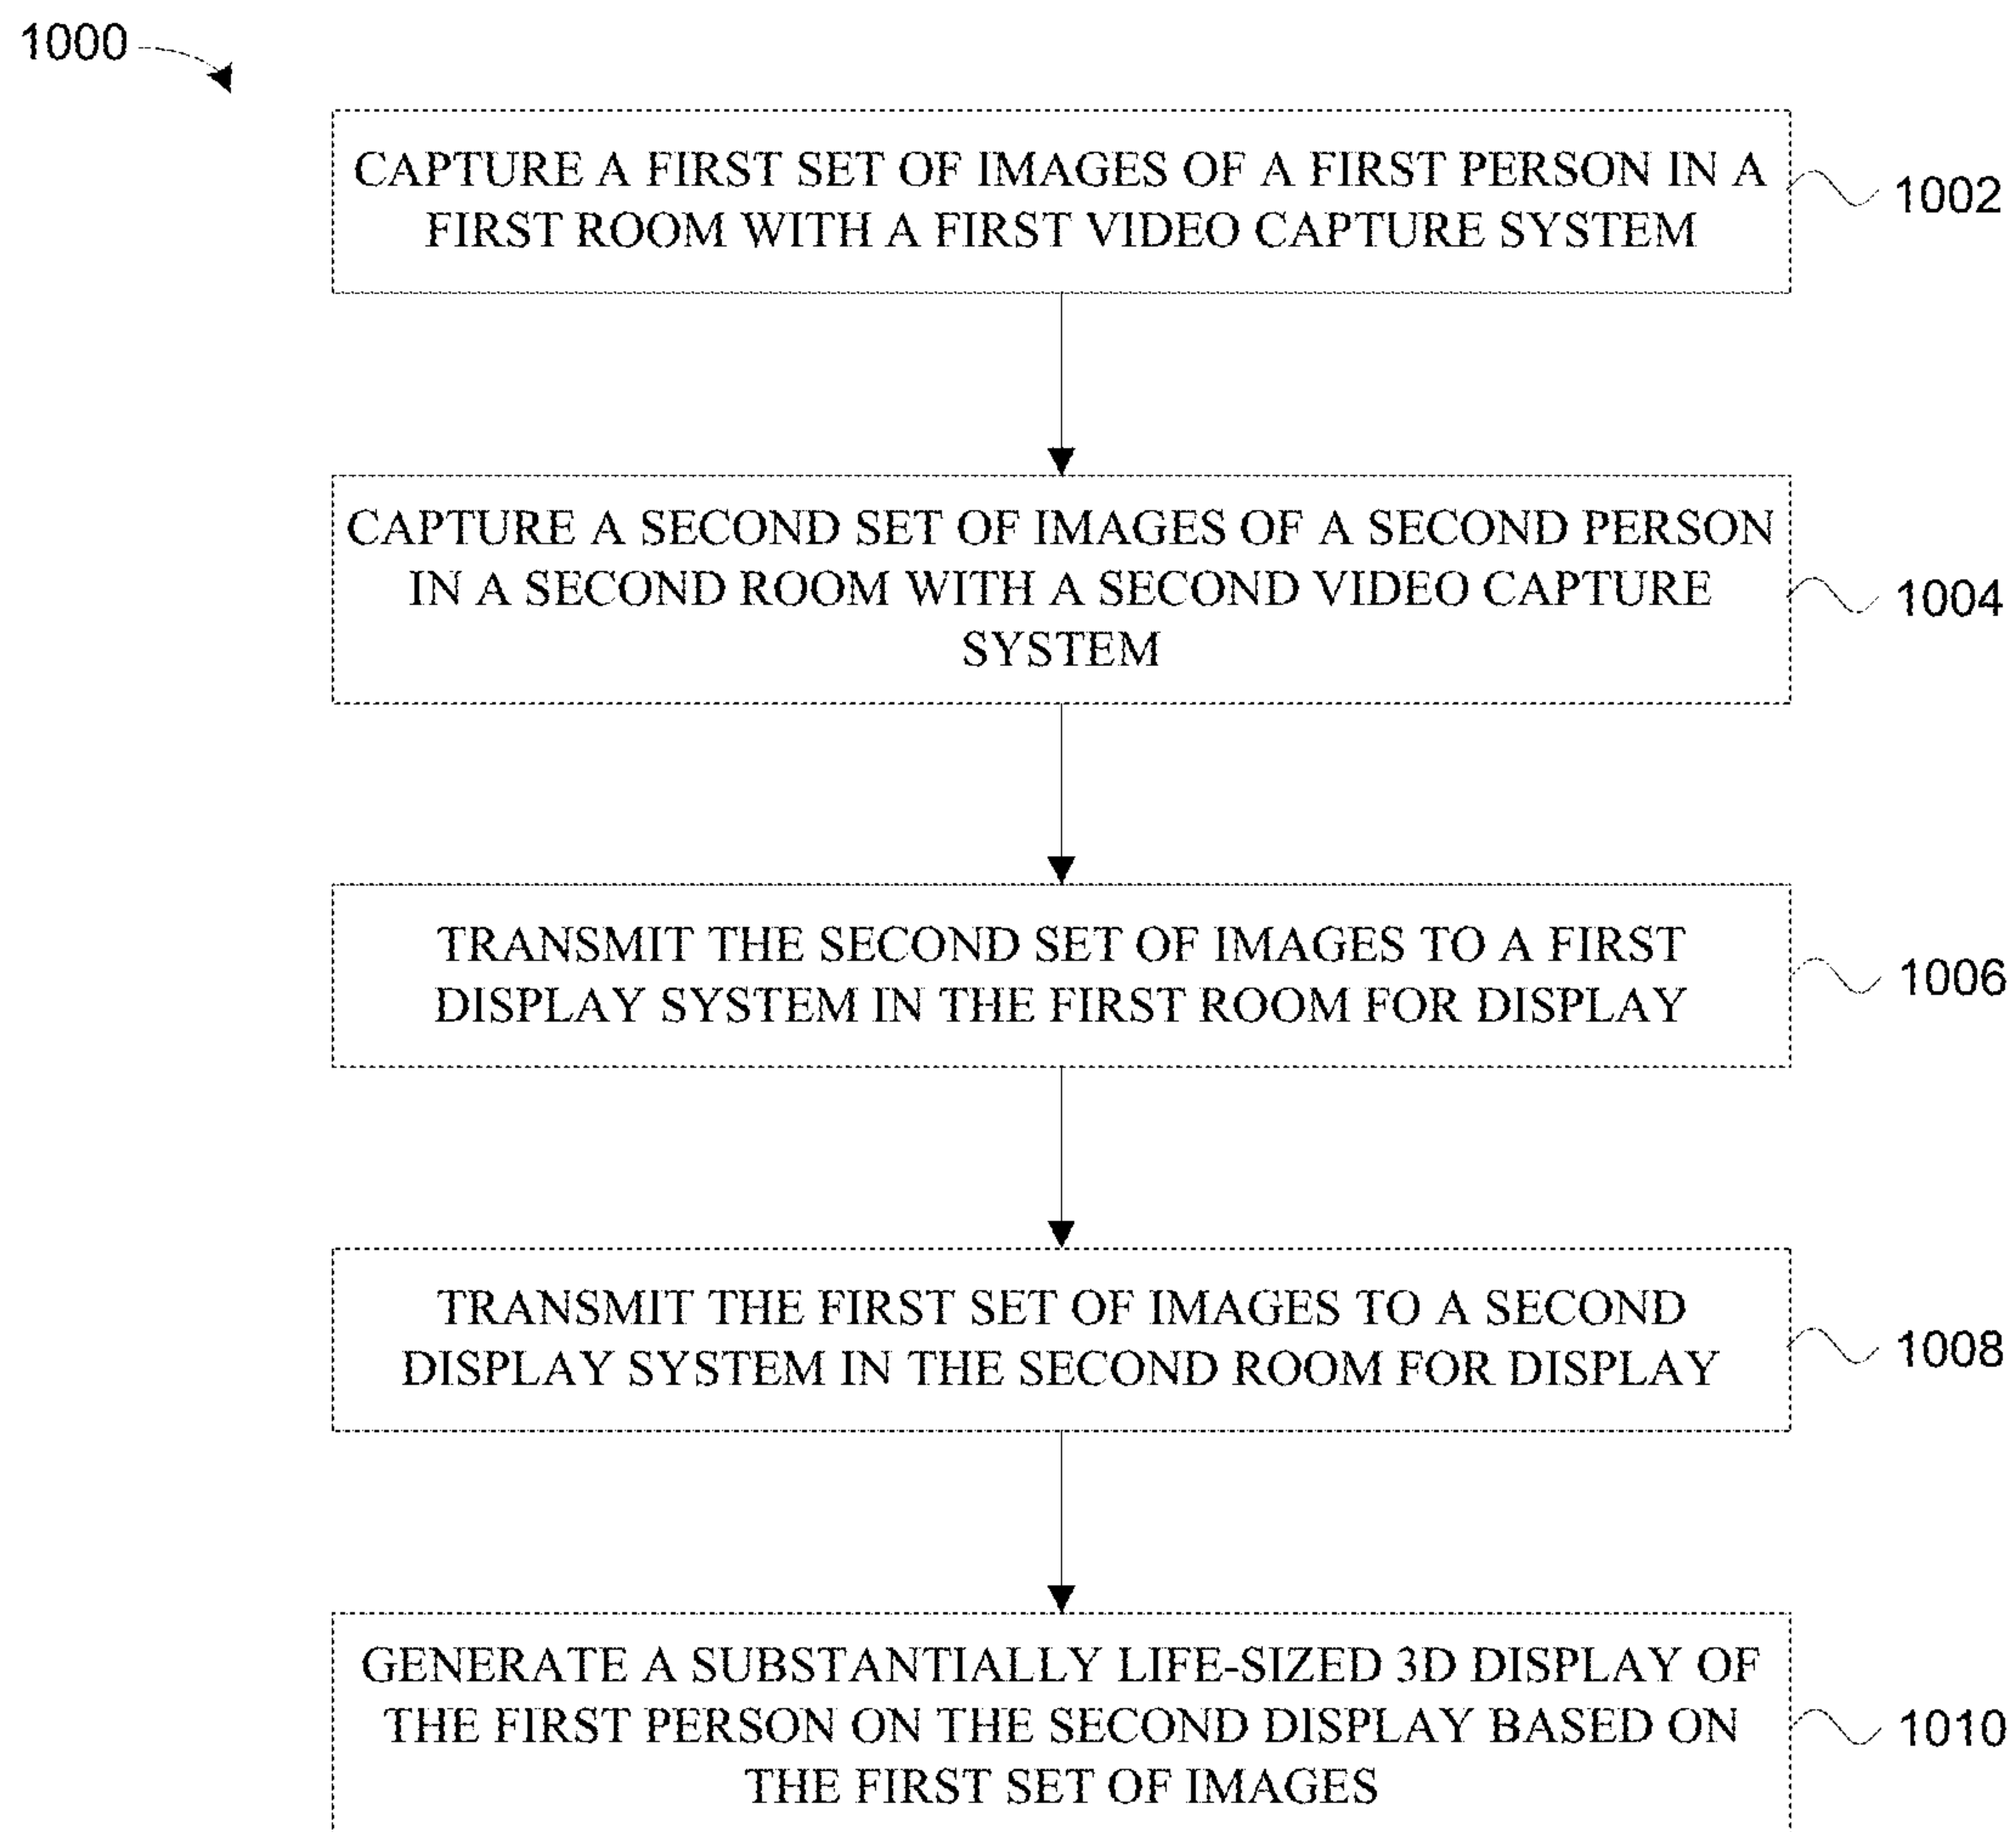 1000
CAPTURE A FIRST SET OF IMAGES OF A FIRST PERSON IN A
FIRST ROOM WITH A FIRST VIDEO CAPTURE SYSTEM
1002
CAPTURE A SECOND SET OF IMAGES OF A SECOND PERSON
IN A SECOND ROOM WITH A SECOND VIDEO CAPTURE
SYSTEM
1004
TRANSMIT THE SECOND SET OF IMAGES TO A FIRST
DISPLAY SYSTEM IN THE FIRST ROOM FOR DISPLAY
1006
TRANSMIT THE FIRST SET OF IMAGES TO A SECOND
DISPLAY SYSTEM IN THE SECOND ROOM FOR DISPLAY
1008
GENERATE A SUBSTANTIALLY LIFE-SIZED 3D DISPLAY OF
THE FIRST PERSON ON THE SECOND DISPLAY BASED ON
THE FIRST SET OF IMAGES
1010